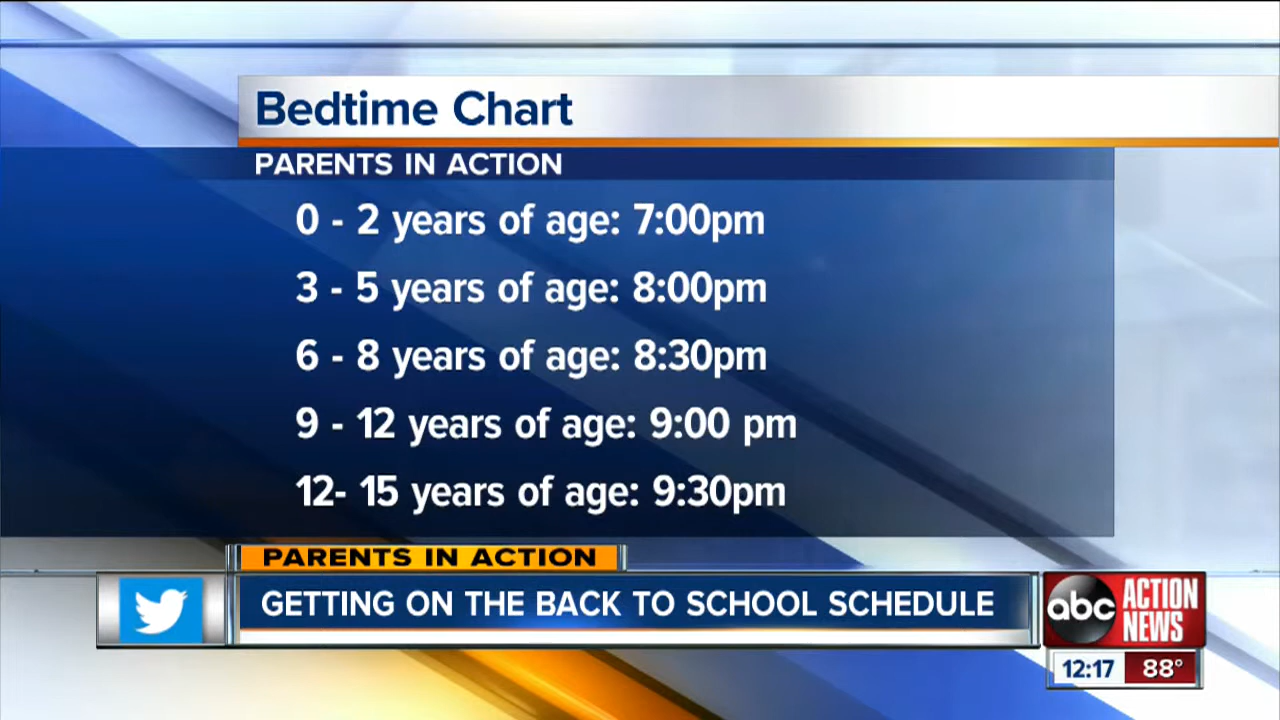 Bedtime Chart
PARENTS IN ACTION
0 - 2 years of age: 7:00pm
3 - 5 years of age: 8:00pm
6 - 8 years of age: 8:30pm
9 - 12 years of age: 9:00 pm
12- 15 years of age: 9:30pm
PARENTS IN ACTION
GETTING ON THE BACK TO SCHOOL SCHEDULE
abc ACTION
NEWS
12:17 88°